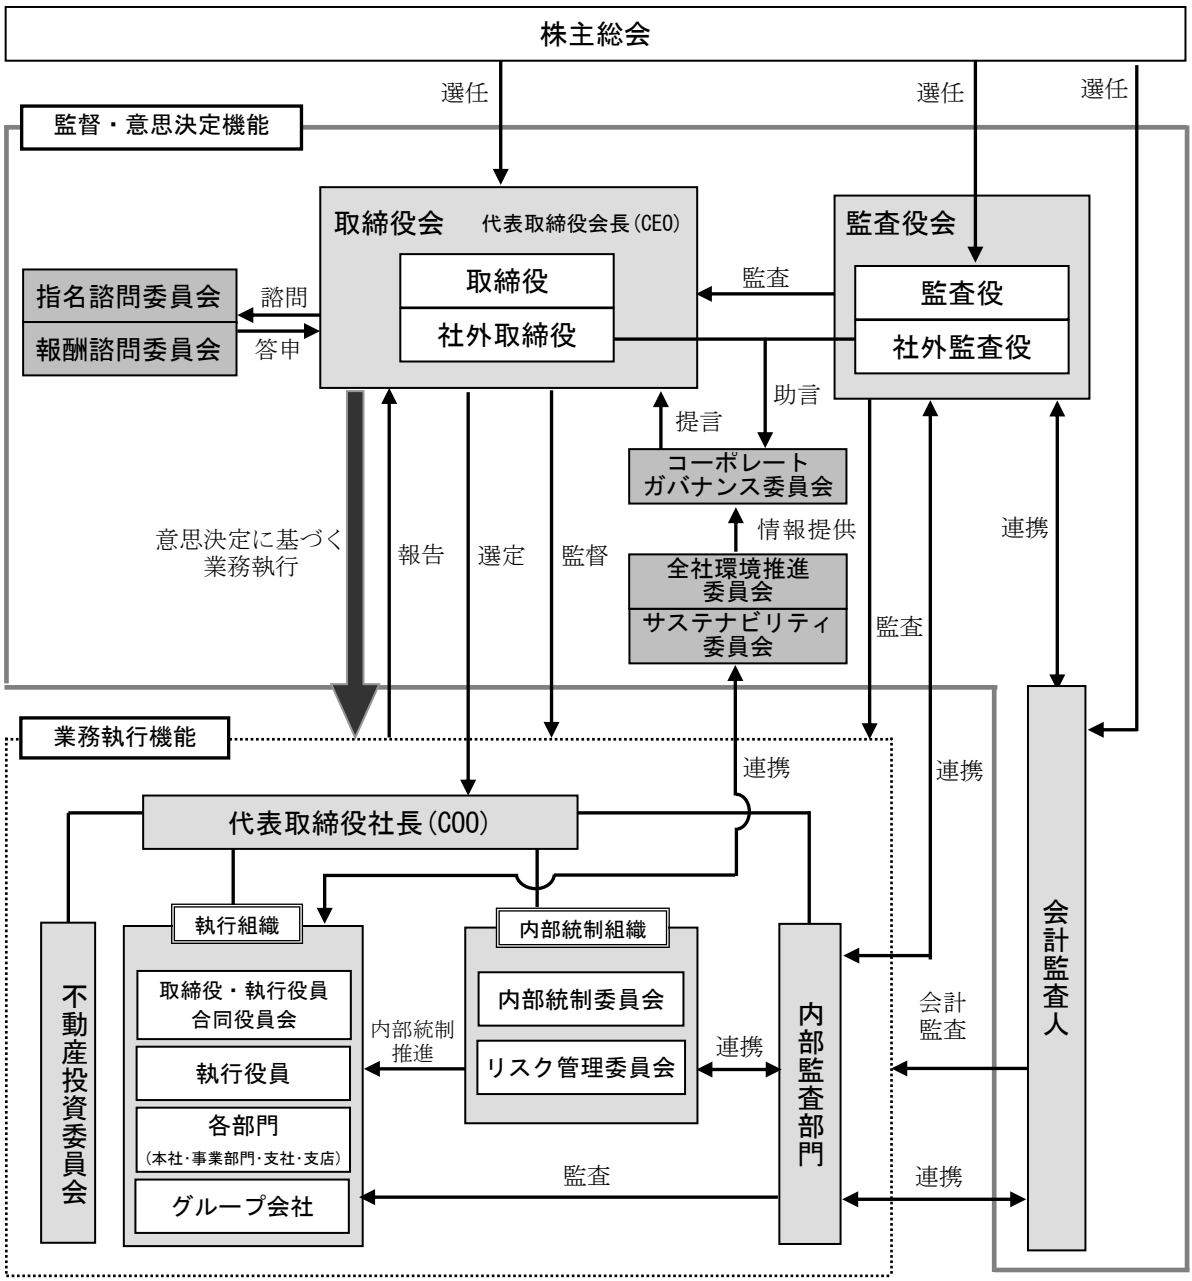 株主総会
選任
選任
選任
監督・意思決定機能
取締役会
代表取締役会長(CEO)
取締役
社外取締役
監査役会
監査役
社外監査役
監査
指名諮問委員会
報酬諮問委員会
諮問
答申
提言
助言
コーポレート
ガバナンス委員会
情報提供
全社環境推進
委員会
サステナビリティ
委員会
意思決定に基づく
業務執行
報告
選定
監督
監査
連携
連携
連携
業務執行機能
代表取締役社長(COO)
不動産投資委員会
執行組織
取締役・執行役員
合同役員会
執行役員
各部門
(本社・事業部門・支社・支店)
グループ会社
内部統制
推進
内部統制組織
内部統制委員会
リスク管理委員会
連携
監査
内部監査部門
会計
監査
連携
会計監査人